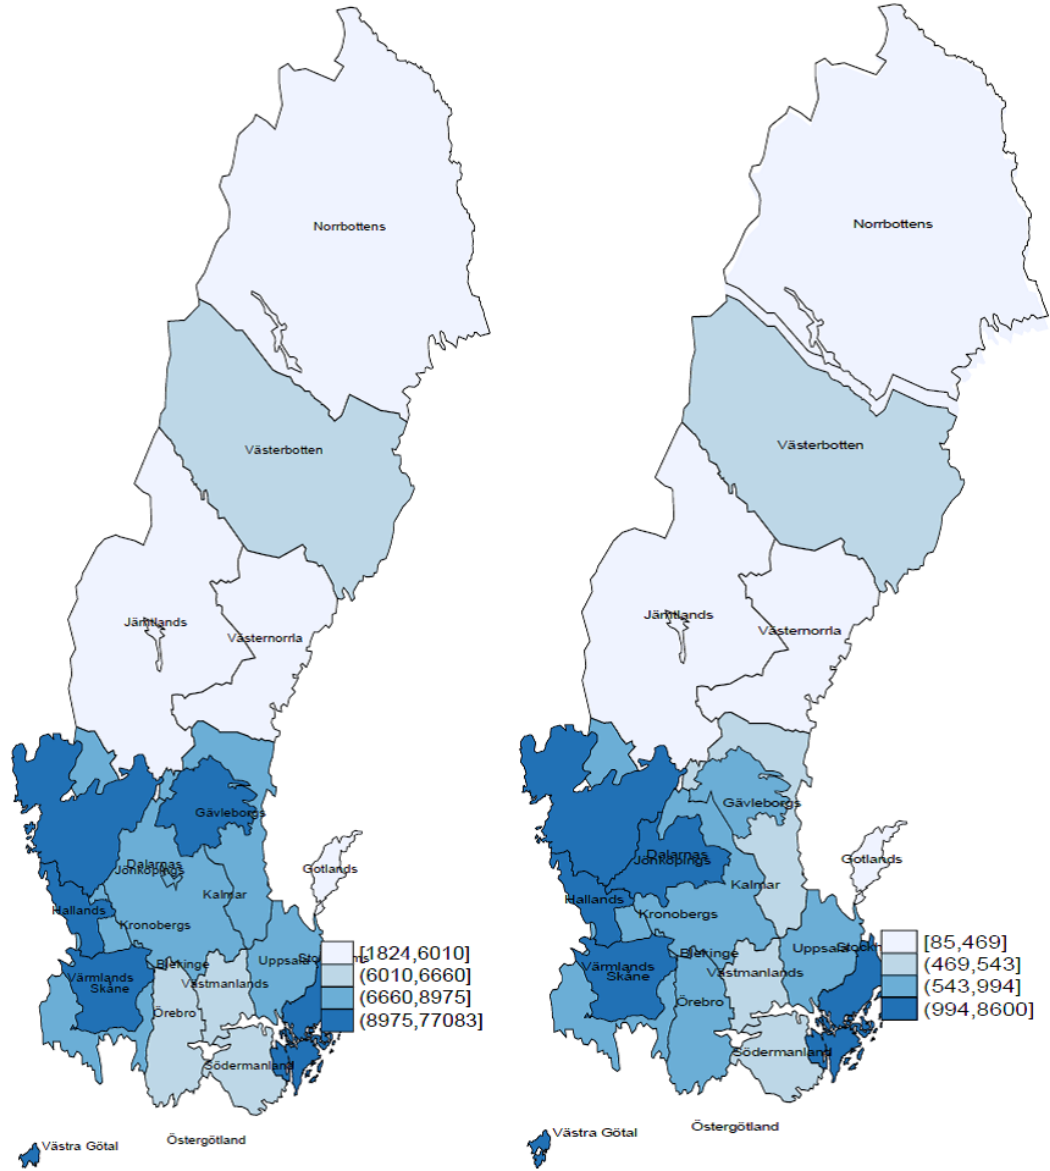 Norrbottens
Västerbotten
Jämtlands
Västernorrla
Gävleborgs
Dalarnas
Jönköpings
Gotlands
Kalmar
Hallands
Kronobergs
Blekinge
Uppsala
Värmlands
Skåne
Västmanlands
Örebro
Södermanland
Västra Götal
Östergötland
[1824,6010]
(6010,6660]
(6660,8975]
(8975,77083]
Norrbottens
Västerbotten
Jämtlands
Västernorrla
Gävleborgs
Dalarnas
Jönköpings
Gotlands
Kalmar
Hallands
Kronobergs
Blekinge
Uppsala
Värmlands
Skåne
Västmanlands
Örebro
Södermanland
Västra Götal
Östergötland
[85,469]
(469,543]
(543,994]
(994,8600]